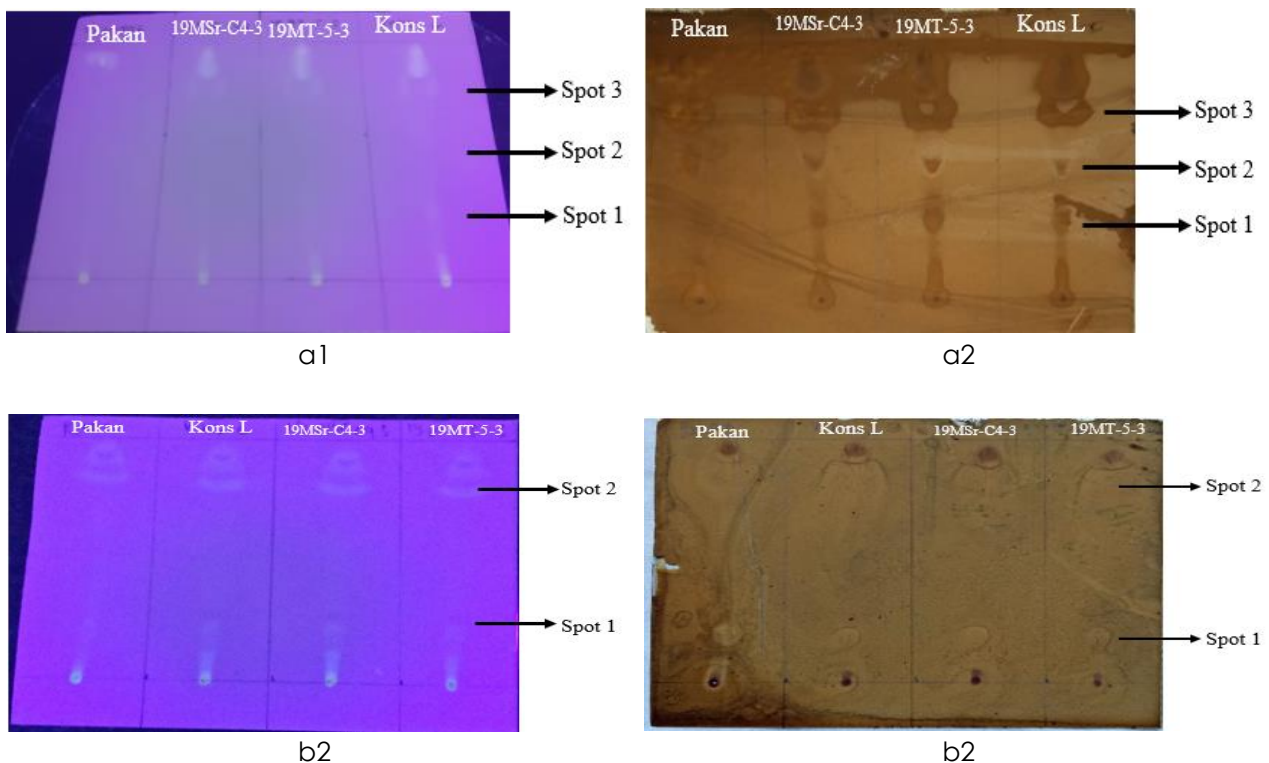 Pakan 19MSr-C4-3 19MT-5-3 Kons L
Spot 3
Spot 2
Spot 1
a1
Pakan 19MSr-C4-3 19MT-5-3 Kons L
Spot 3
Spot 2
Spot 1
a2
Pakan Kons L 19MSr-C4-3 19MT-5-3
Spot 2
Spot 1
b2
Pakan Kons L 19MSr-C4-3 19MT-5-3
Spot 2
Spot 1
b2